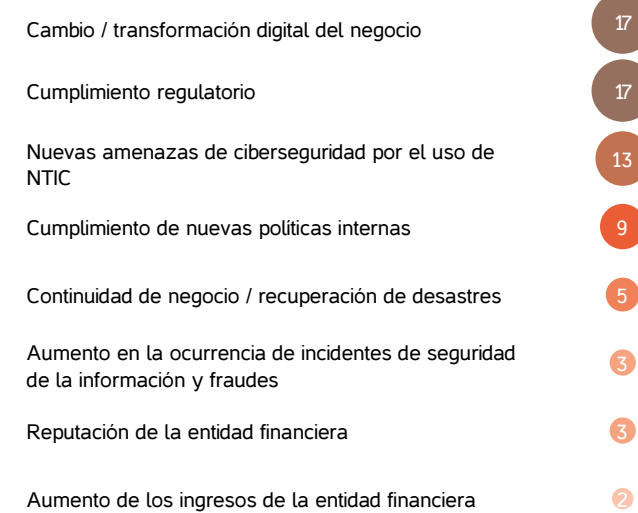 Cambio / transformación digital del negocio 17
Cumplimiento regulatorio 17
Nuevas amenazas de ciberseguridad por el uso de
NTIC 13
Cumplimiento de nuevas políticas internas 9
Continuidad de negocio / recuperación de desastres 5
Aumento en la ocurrencia de incidentes de seguridad
de la información y fraudes 3
Reputación de la entidad financiera 3
Aumento de los ingresos de la entidad financiera 2